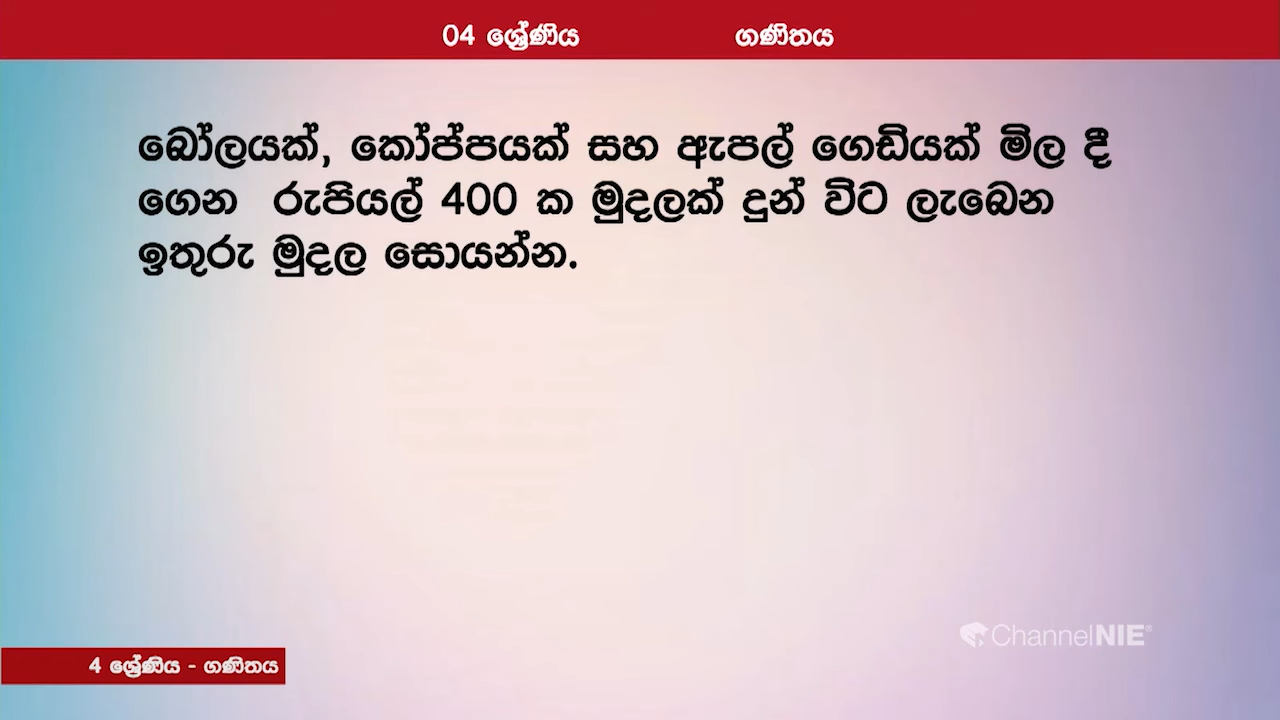 04 ශ්‍රේණිය ගණිතය
බෝලයක්, කෝප්පයක් සහ ඇපල් ගෙඩියක් මිල දී
ගෙන රුපියල් 400 ක මුදලක් දුන් විට ලැබෙන
ඉතුරු මුදල සොයන්න.
ChannelNIE®
4 ශ්‍රේණිය - ගණිතය